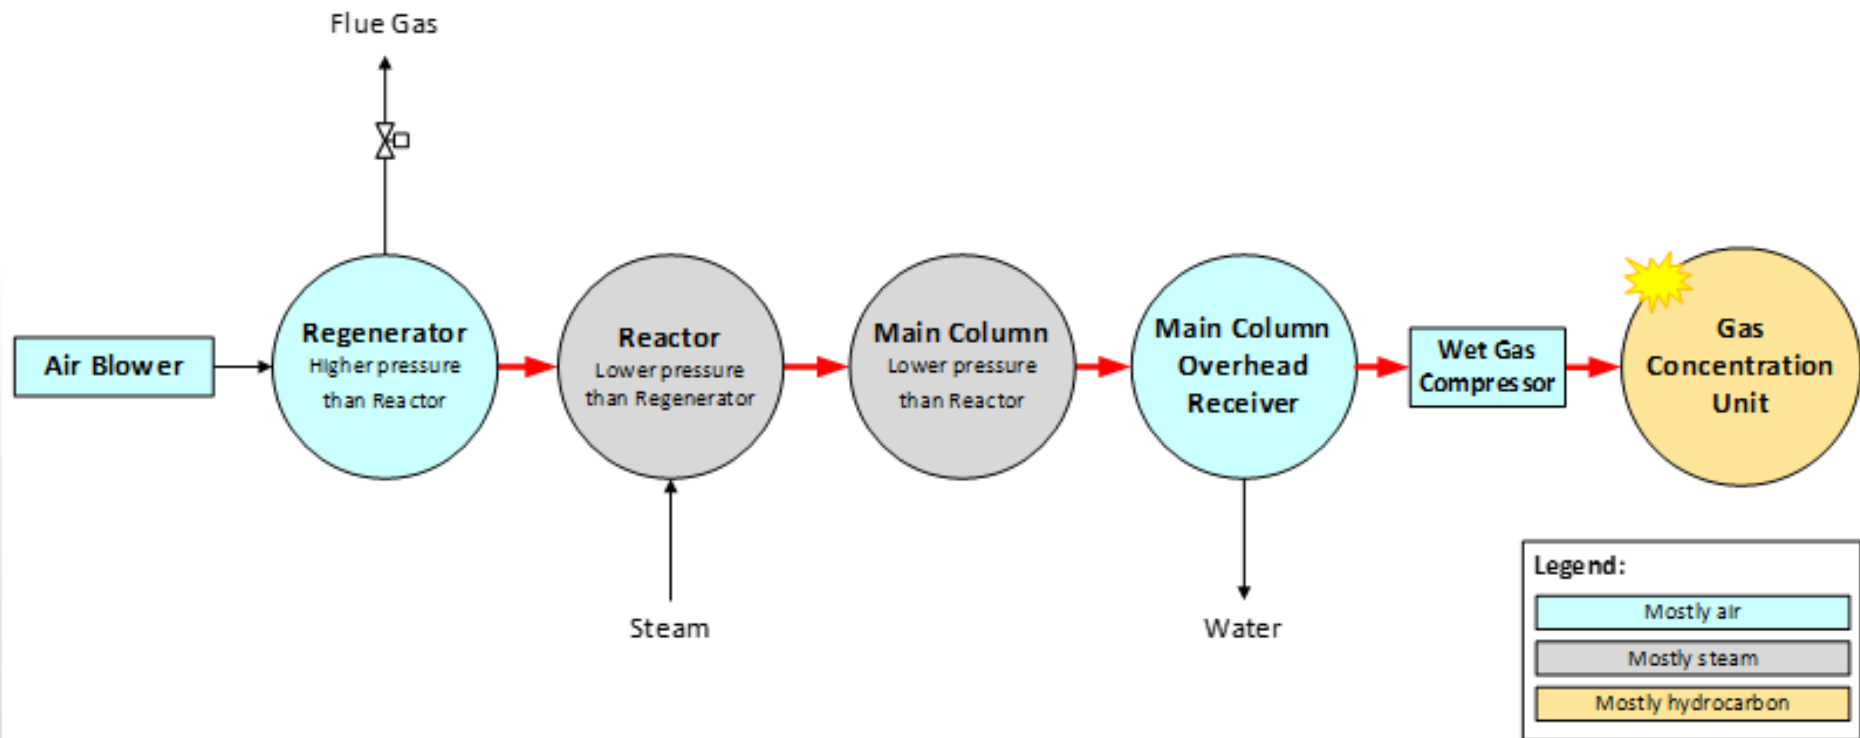 Flue Gas
Air Blower
Regenerator
Higher pressure
than Reactor
Reactor
Lower pressure
than Regenerator
Main Column
Lower pressure
than Reactor
Main Column
Overhead
Receiver
Wet Gas
Compressor
Gas
Concentration
Unit
Steam
Water
Legend:
Mostly air
Mostly steam
Mostly hydrocarbon